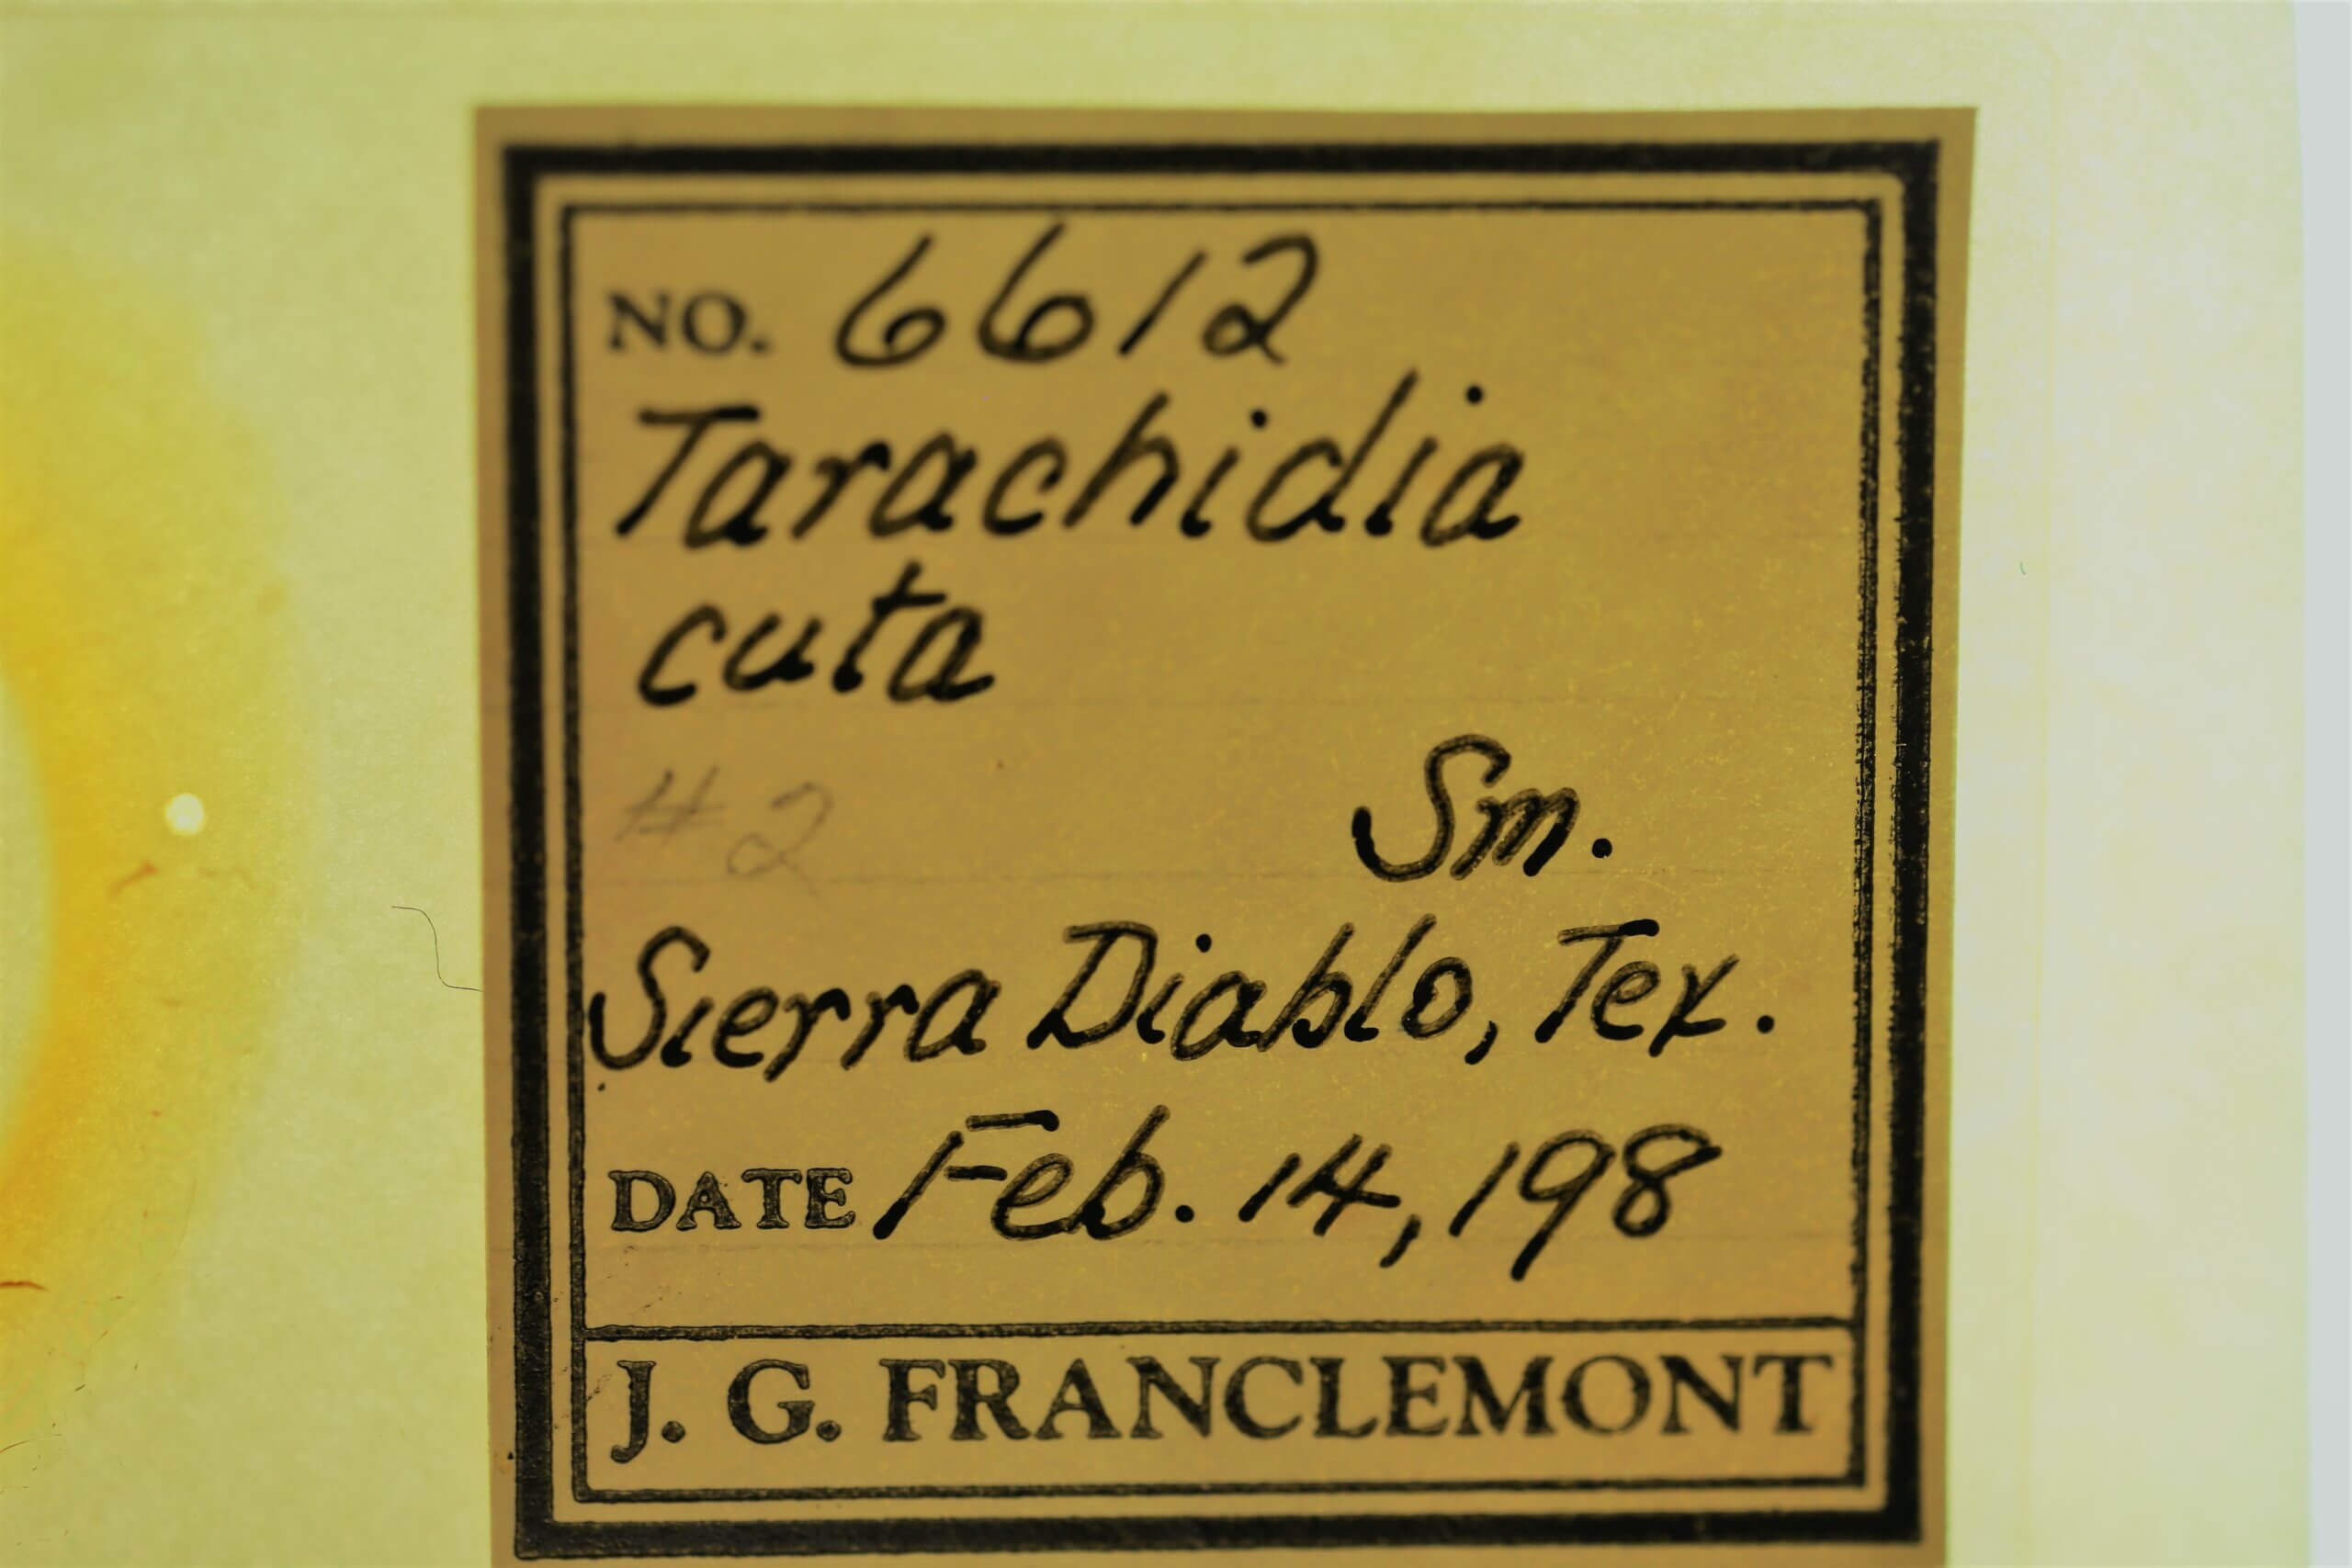 NO. 6612
Tarachidia
cuta
#2 Sm.
Sierra Diablo, Tex.
DATE Feb. 14, 198
J. G. FRANCLEMONT